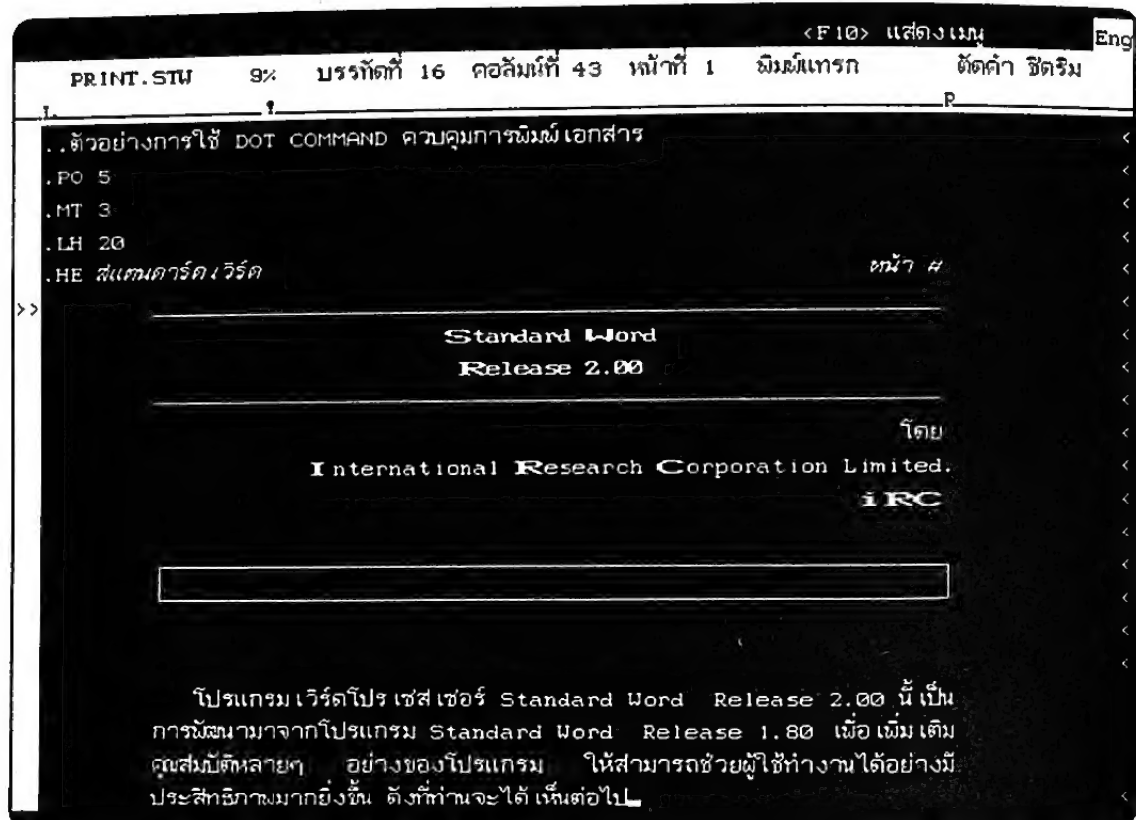 <F10> แสดงเมนู Eng
PRINT.STW 9% บรรทัดที่ 16 คอลัมน์ที่ 43 หน้าที่ 1 พิมพ์แทรก ตัดคำ ชิดริม
L R
..ตัวอย่างการใช้ DOT COMMAND ควบคุมการพิมพ์เอกสาร <
.PO 5 <
.MT 3 <
.LH 20 <
.HE สแตนดาร์ดเวิร์ด หน้า # <
>> <
Standard Word <
Release 2.00 <
<
โดย <
International Research Corporation Limited. <
iRC <
<
<
<
<
<
โปรแกรมเวิร์ดโปรเซสเซอร์ Standard Word Release 2.00 นี้เป็น
การพัฒนามาจากโปรแกรม Standard Word Release 1.80 เพื่อเพิ่มเติม
คุณสมบัติหลายๆ อย่างของโปรแกรม ให้สามารถช่วยผู้ใช้ทำงานได้อย่างมี
ประสิทธิภาพมากยิ่งขึ้น ดังที่ท่านจะได้เห็นต่อไป <